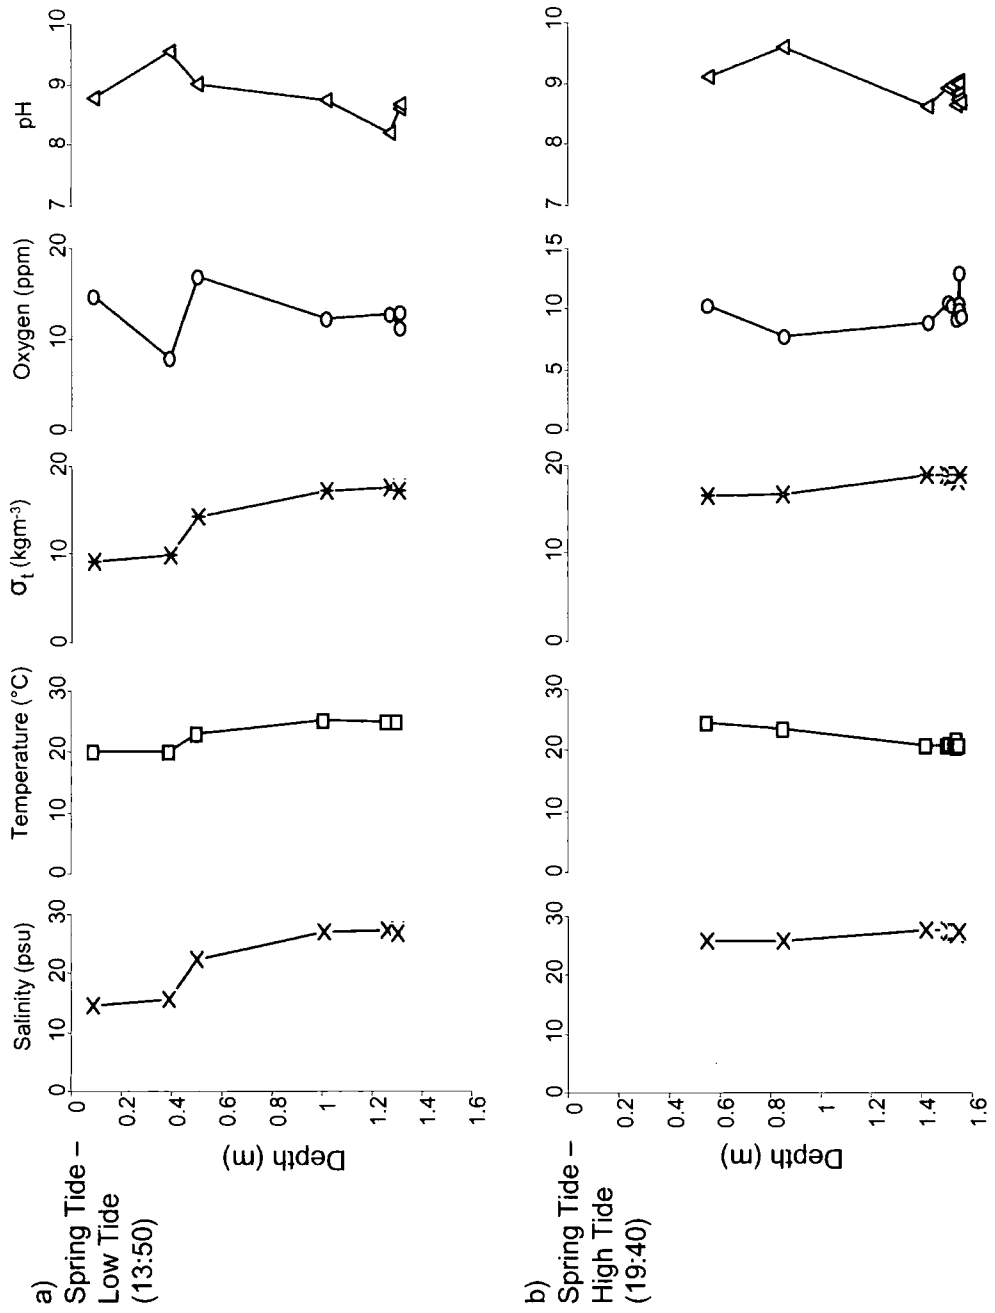 a)
Spring Tide –
Low Tide
(13:50)
Salinity (psu)
0 10 20 30
Temperature (°C)
0 10 20 30
σt (kgm-3)
0 10 20
Oxygen (ppm)
0 10 20
pH
7 8 9 10
Depth (m)
0
0.2
0.4
0.6
0.8
1
1.2
1.4
1.6
b)
Spring Tide –
High Tide
(19:40)
0 10 20 30
0 10 20 30
0 10 20
0 5 10 15
7 8 9 10
Depth (m)
0
0.2
0.4
0.6
0.8
1
1.2
1.4
1.6